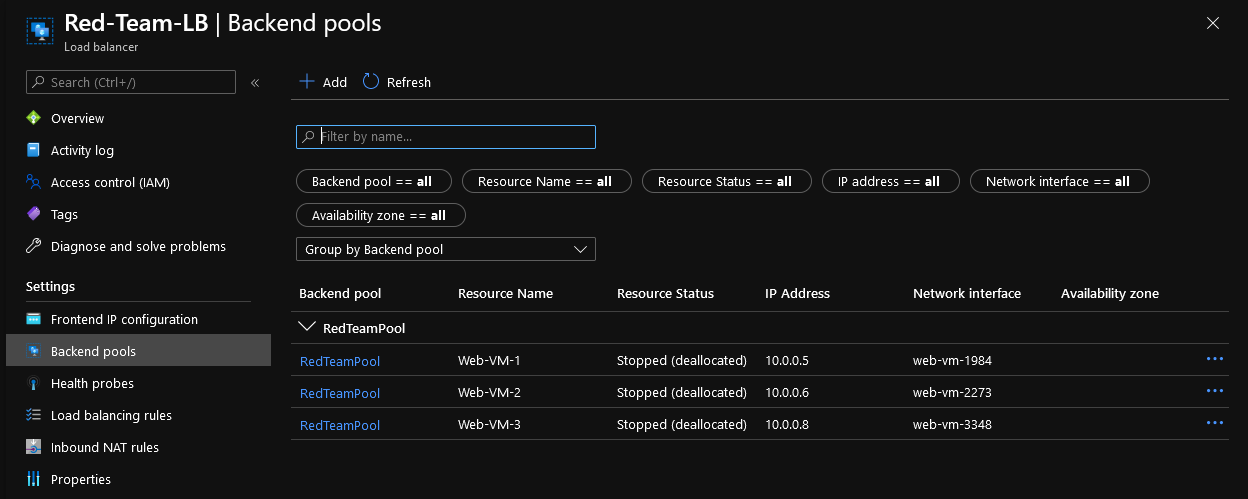 Red-Team-LB | Backend pools
Load balancer
Search (Ctrl+/)
«
Overview
Activity log
Access control (IAM)
Tags
Diagnose and solve problems
Settings
Frontend IP configuration
Backend pools
Health probes
Load balancing rules
Inbound NAT rules
Properties
Add Refresh
Filter by name...
Backend pool == all Resource Name == all Resource Status == all IP address == all Network interface == all
Availability zone == all
Group by Backend pool
Backend pool Resource Name Resource Status IP Address Network interface Availability zone
RedTeamPool
RedTeamPool Web-VM-1 Stopped (deallocated) 10.0.0.5 web-vm-1984
RedTeamPool Web-VM-2 Stopped (deallocated) 10.0.0.6 web-vm-2273
RedTeamPool Web-VM-3 Stopped (deallocated) 10.0.0.8 web-vm-3348